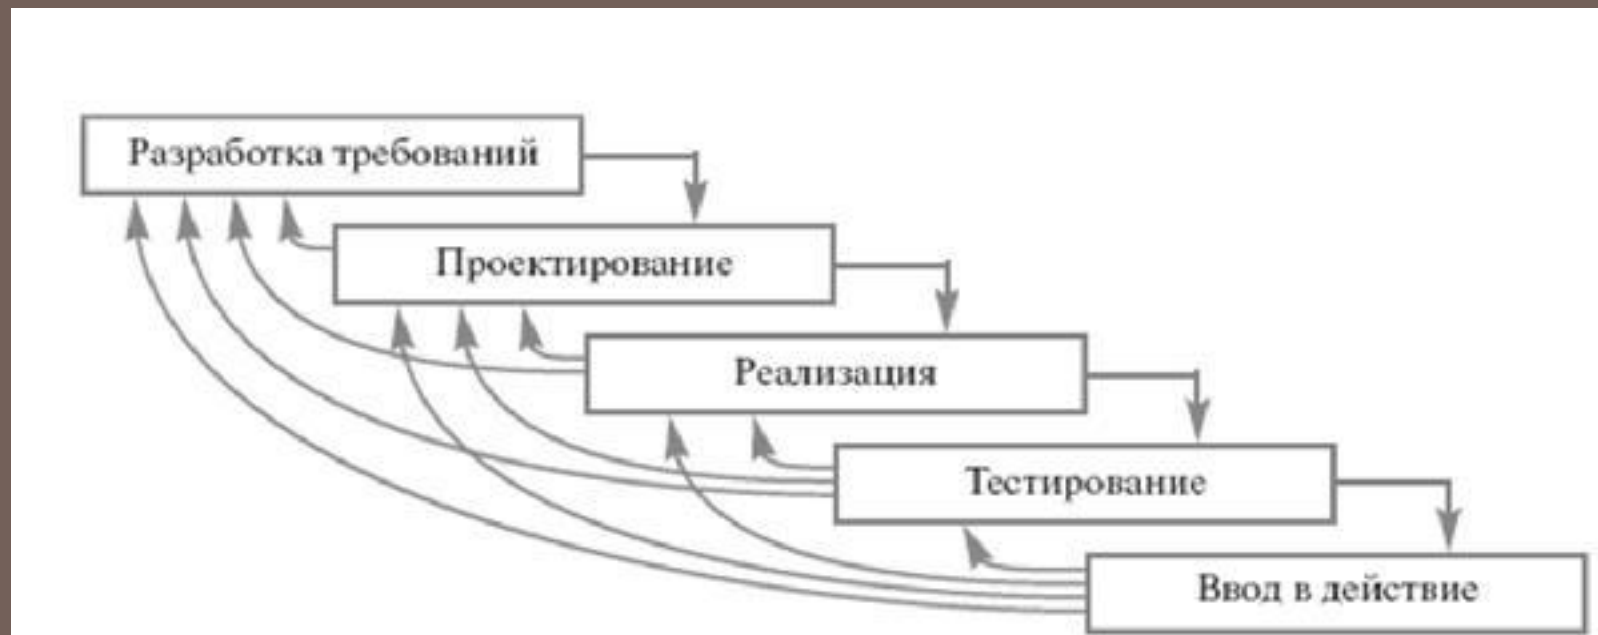 Разработка требований
Проектирование
Реализация
Тестирование
Ввод в действие